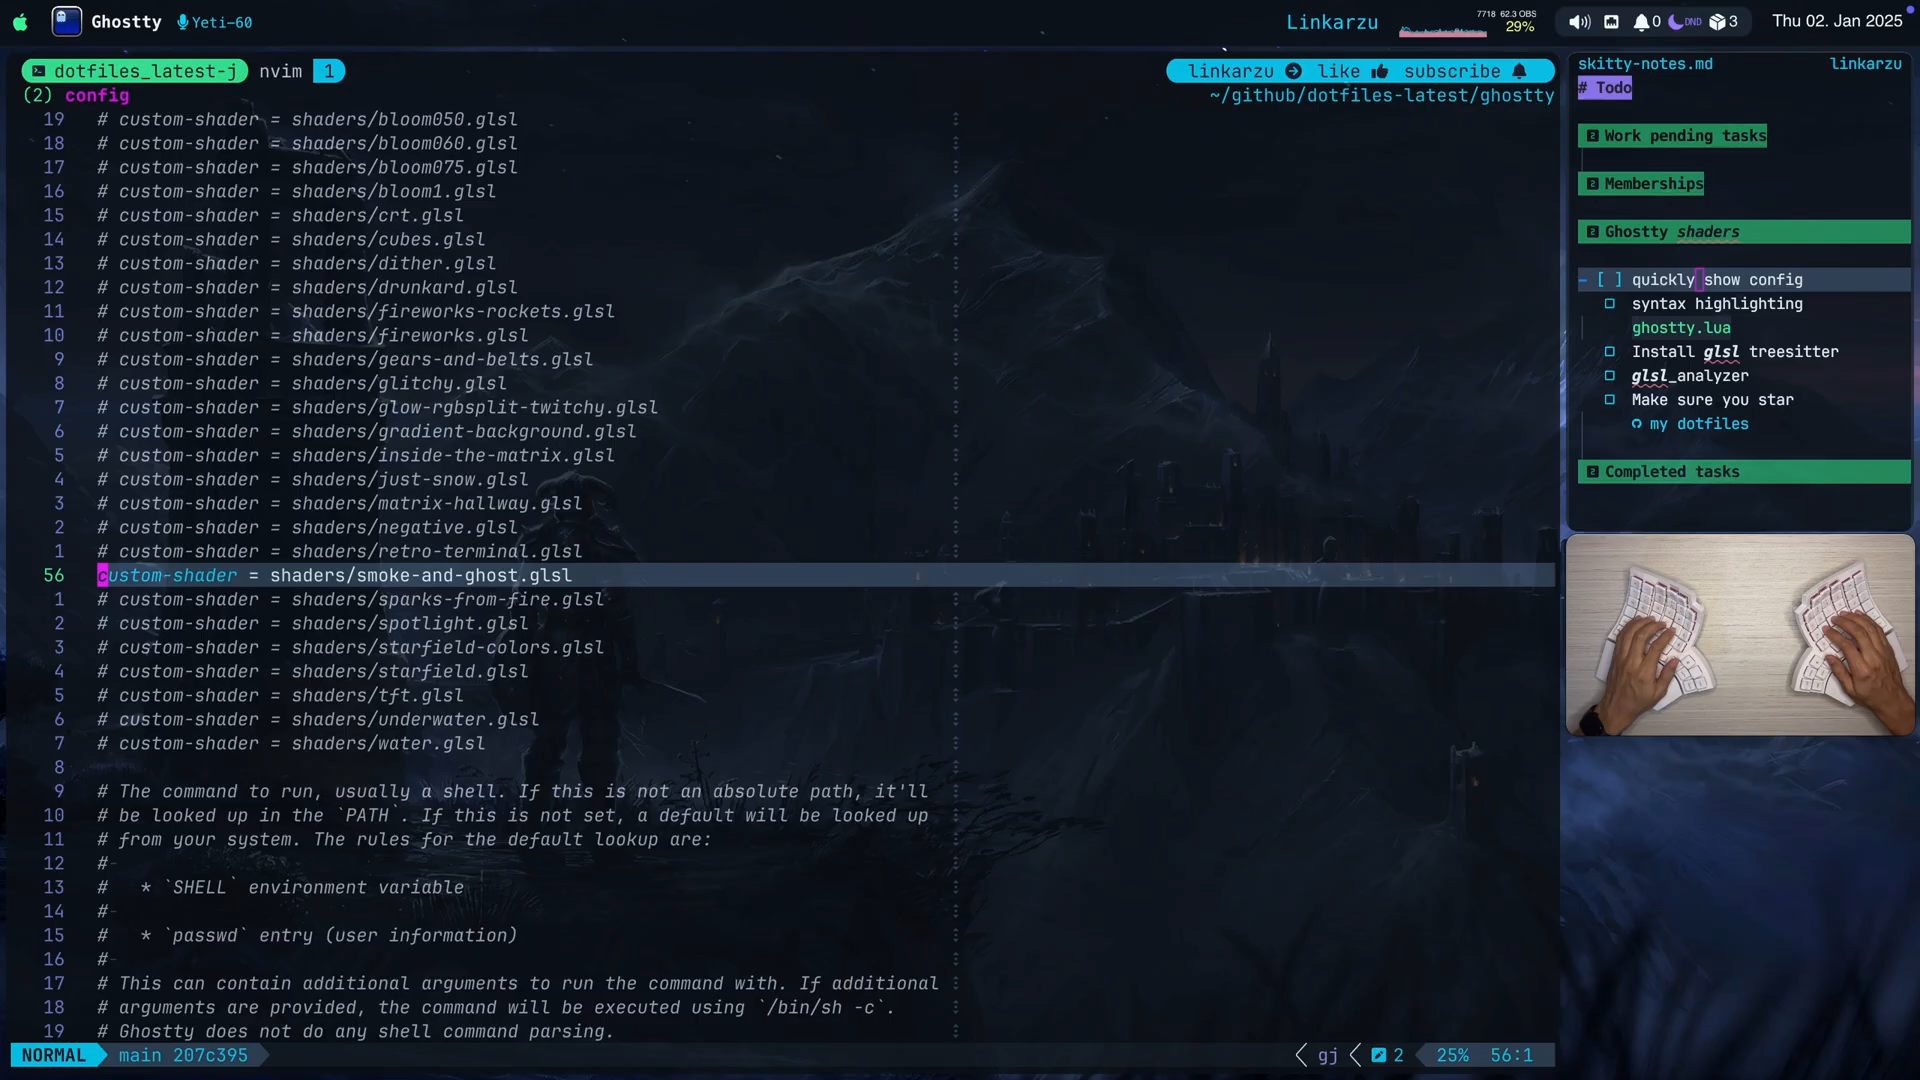 Ghostty Yeti-60
Linkarzu
7718 62.3 OBS
29%
0 DND 3
Thu 02. Jan 2025
dotfiles_latest-j nvim 1
linkarzu like subscribe
(2) config
~/github/dotfiles-latest/ghostty
19 # custom-shader = shaders/bloom050.glsl
18 # custom-shader = shaders/bloom060.glsl
17 # custom-shader = shaders/bloom075.glsl
16 # custom-shader = shaders/bloom1.glsl
15 # custom-shader = shaders/crt.glsl
14 # custom-shader = shaders/cubes.glsl
13 # custom-shader = shaders/dither.glsl
12 # custom-shader = shaders/drunkard.glsl
11 # custom-shader = shaders/fireworks-rockets.glsl
10 # custom-shader = shaders/fireworks.glsl
9 # custom-shader = shaders/gears-and-belts.glsl
8 # custom-shader = shaders/glitchy.glsl
7 # custom-shader = shaders/glow-rgbsplit-twitchy.glsl
6 # custom-shader = shaders/gradient-background.glsl
5 # custom-shader = shaders/inside-the-matrix.glsl
4 # custom-shader = shaders/just-snow.glsl
3 # custom-shader = shaders/matrix-hallway.glsl
2 # custom-shader = shaders/negative.glsl
1 # custom-shader = shaders/retro-terminal.glsl
56 custom-shader = shaders/smoke-and-ghost.glsl
1 # custom-shader = shaders/sparks-from-fire.glsl
2 # custom-shader = shaders/spotlight.glsl
3 # custom-shader = shaders/starfield-colors.glsl
4 # custom-shader = shaders/starfield.glsl
5 # custom-shader = shaders/tft.glsl
6 # custom-shader = shaders/underwater.glsl
7 # custom-shader = shaders/water.glsl
8
9 # The command to run, usually a shell. If this is not an absolute path, it'll
10 # be looked up in the `PATH`. If this is not set, a default will be looked up
11 # from your system. The rules for the default lookup are:
12 #-
13 # * `SHELL` environment variable
14 #-
15 # * `passwd` entry (user information)
16 #-
17 # This can contain additional arguments to run the command with. If additional
18 # arguments are provided, the command will be executed using `/bin/sh -c`.
19 # Ghostty does not do any shell command parsing.
NORMAL main 207c395
gj 2 25% 56:1
skitty-notes.md linkarzu
# Todo
2 Work pending tasks
2 Memberships
2 Ghostty shaders
- [ ] quickly show config
syntax highlighting
ghostty.lua
Install glsl treesitter
glsl_analyzer
Make sure you star
my dotfiles
2 Completed tasks